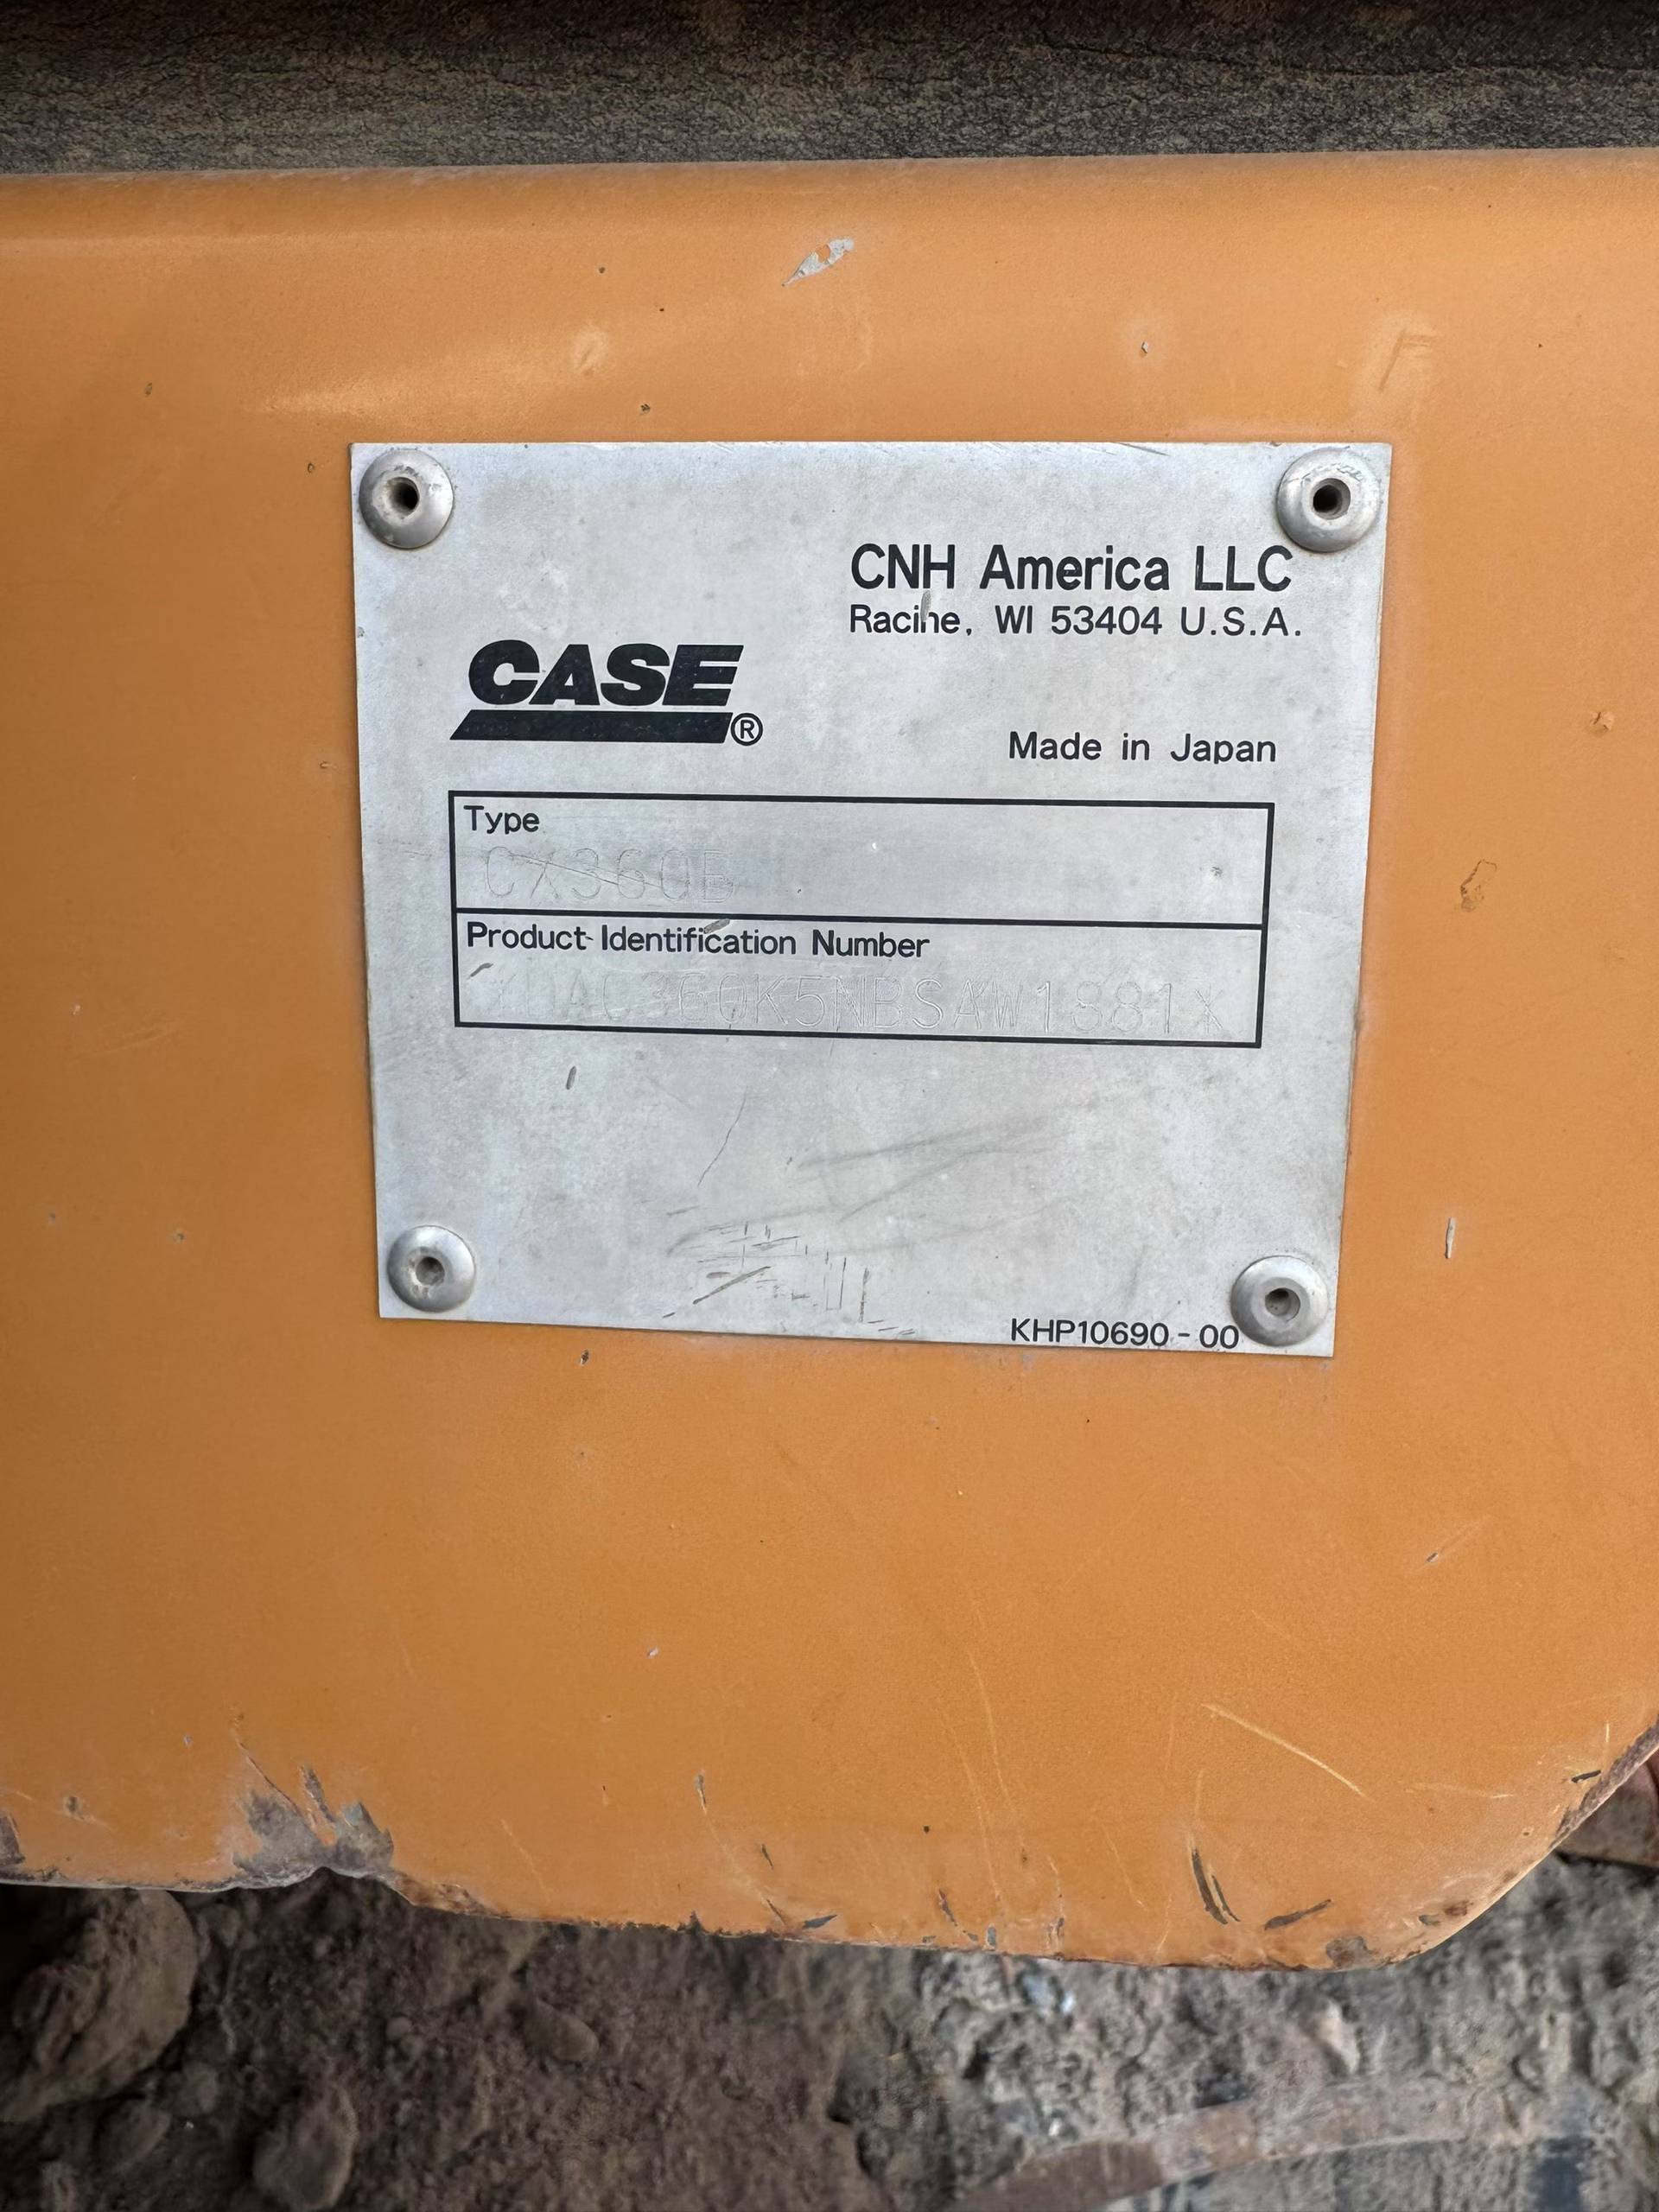 CNH America LLC
Racine, WI 53404 U.S.A.
CASE®
Made in Japan
Type
CX360B
Product Identification Number
KHP10690-00